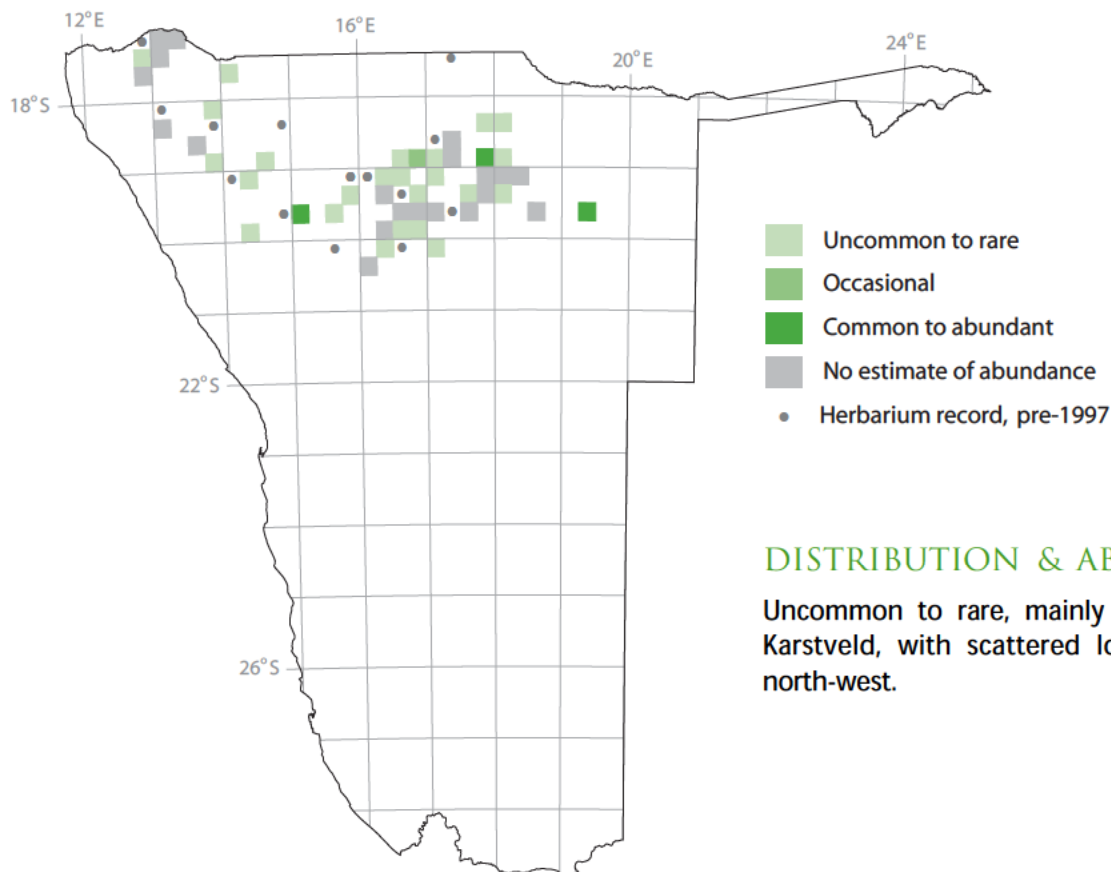 12°E
16°E
20°E
24°E
18°S
22°S
26°S
Uncommon to rare
Occasional
Common to abundant
No estimate of abundance
Herbarium record, pre-1997
DISTRIBUTION & AB
Uncommon to rare, mainly
Karstveld, with scattered
north-west.